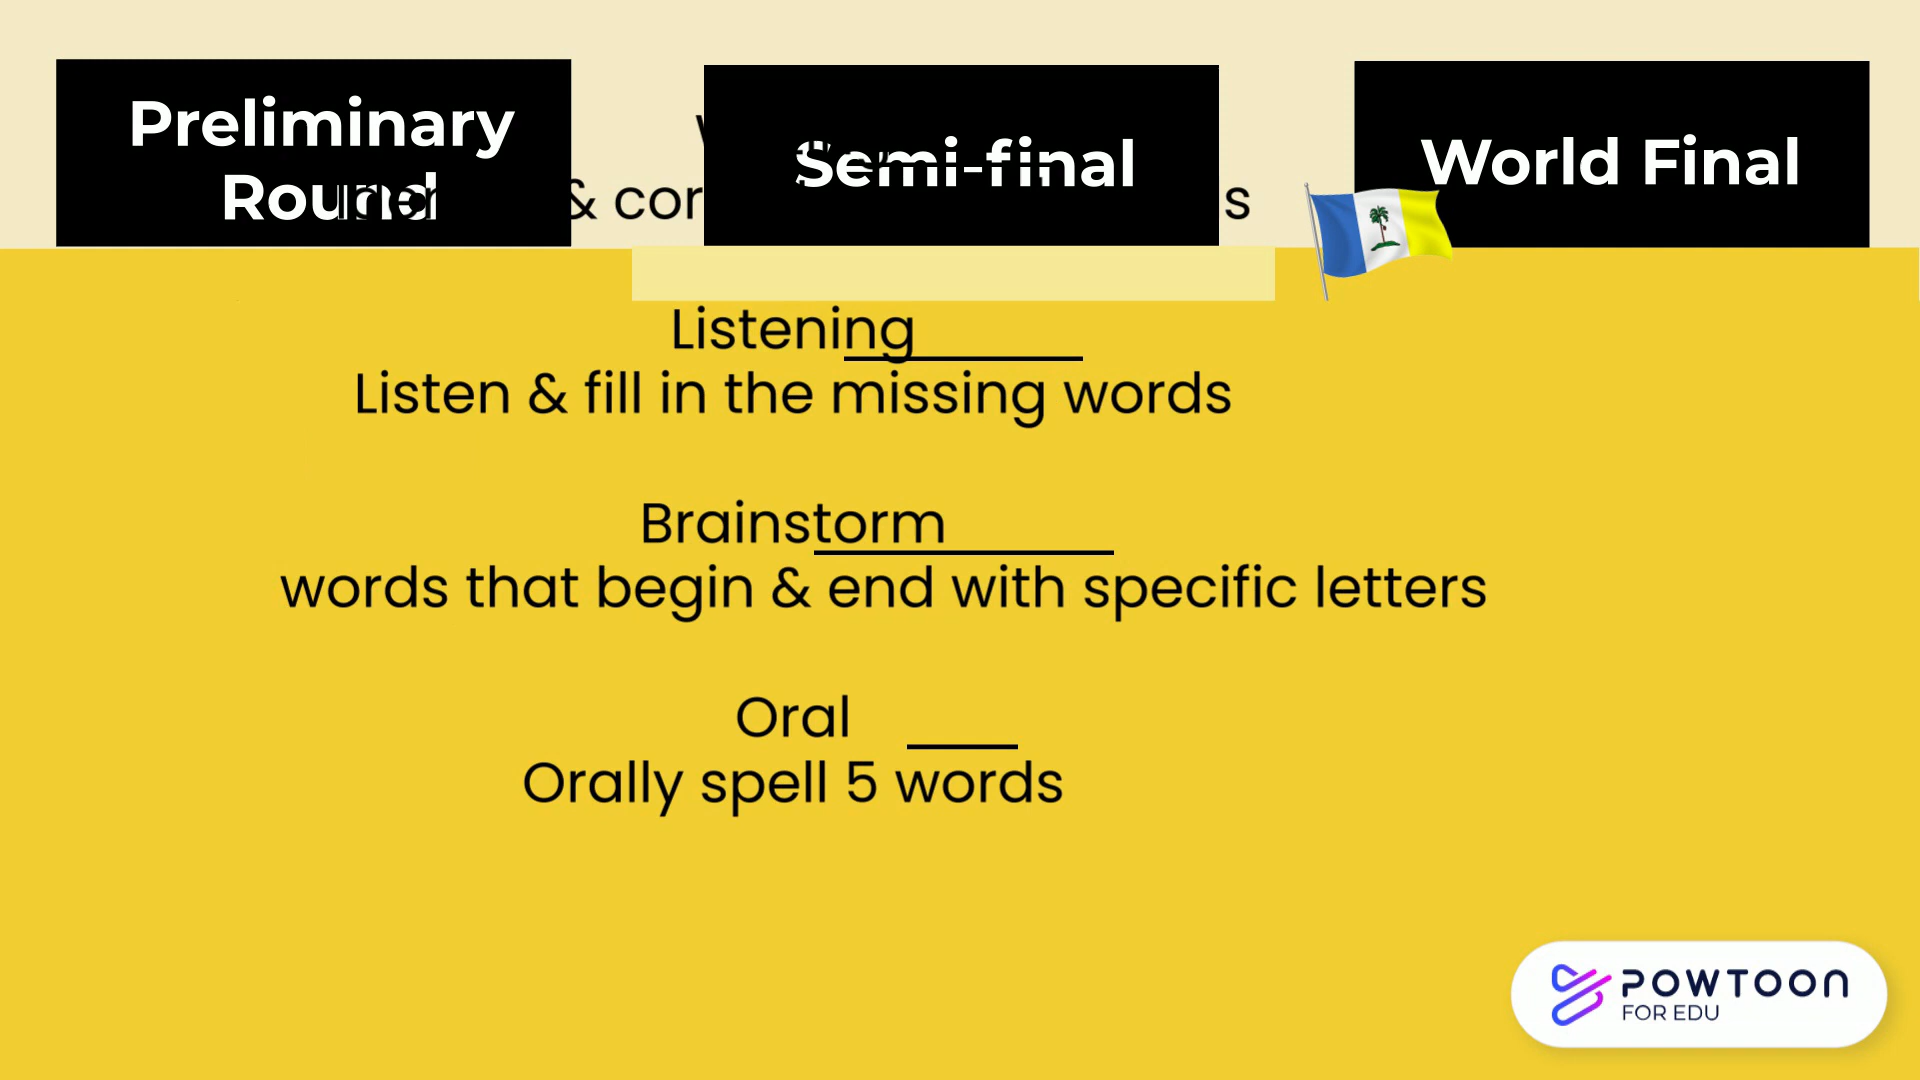 Preliminary
Round
Semi-final
World Final
&
Listening
Listen & fill in the missing words
Brainstorm
words that begin & end with specific letters
Oral
Orally spell 5 words
POWTOON
FOR EDU